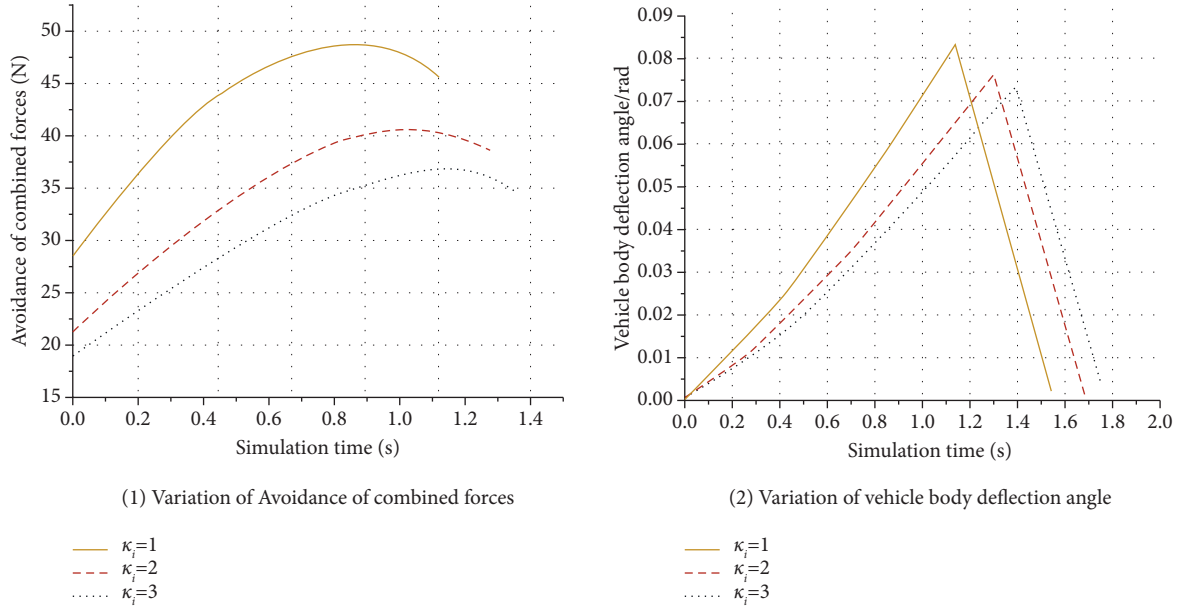 Avoidance of combined forces (N)
50
45
40
35
30
25
20
15
0.0 0.2 0.4 0.6 0.8 1.0 1.2 1.4
Simulation time (s)
(1) Variation of Avoidance of combined forces
κi=1
κi=2
κi=3
Vehicle body deflection angle/rad
0.09
0.08
0.07
0.06
0.05
0.04
0.03
0.02
0.01
0.00
0.0 0.2 0.4 0.6 0.8 1.0 1.2 1.4 1.6 1.8 2.0
Simulation time (s)
(2) Variation of vehicle body deflection angle
κi=1
κi=2
κi=3